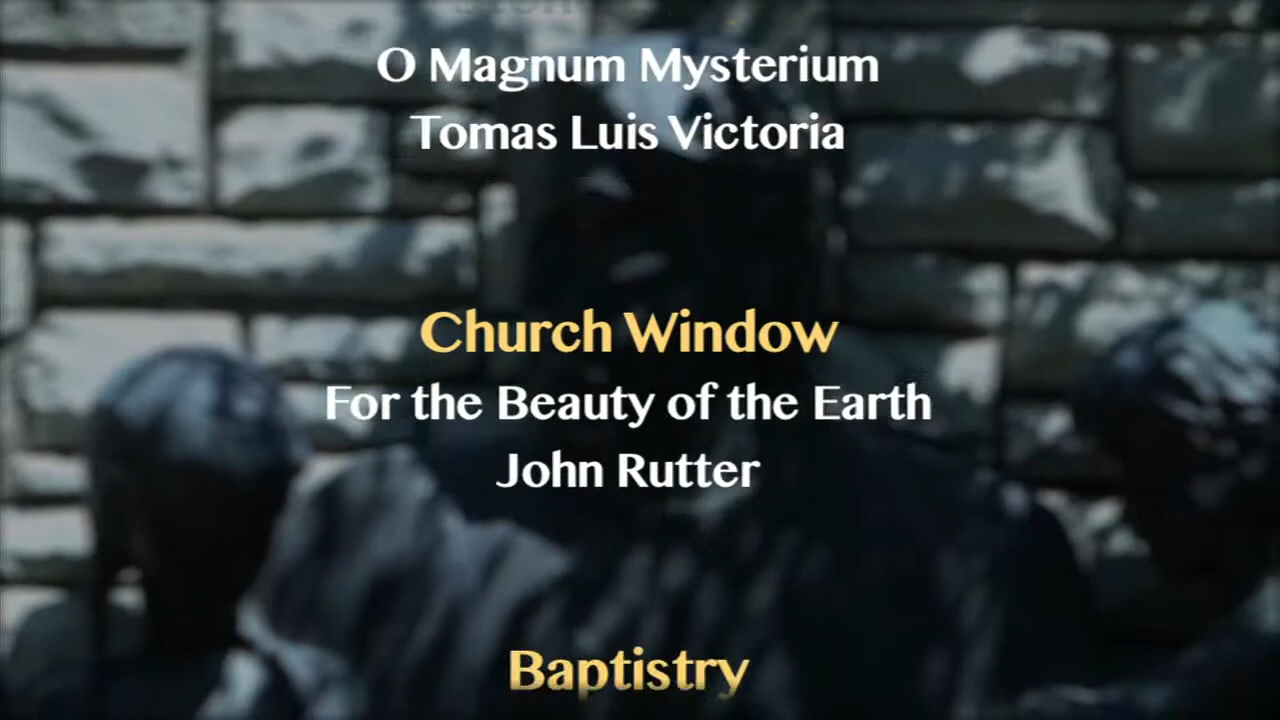 O Magnum Mysterium
Tomas Luis Victoria
Church Window
For the Beauty of the Earth
John Rutter
Baptistry